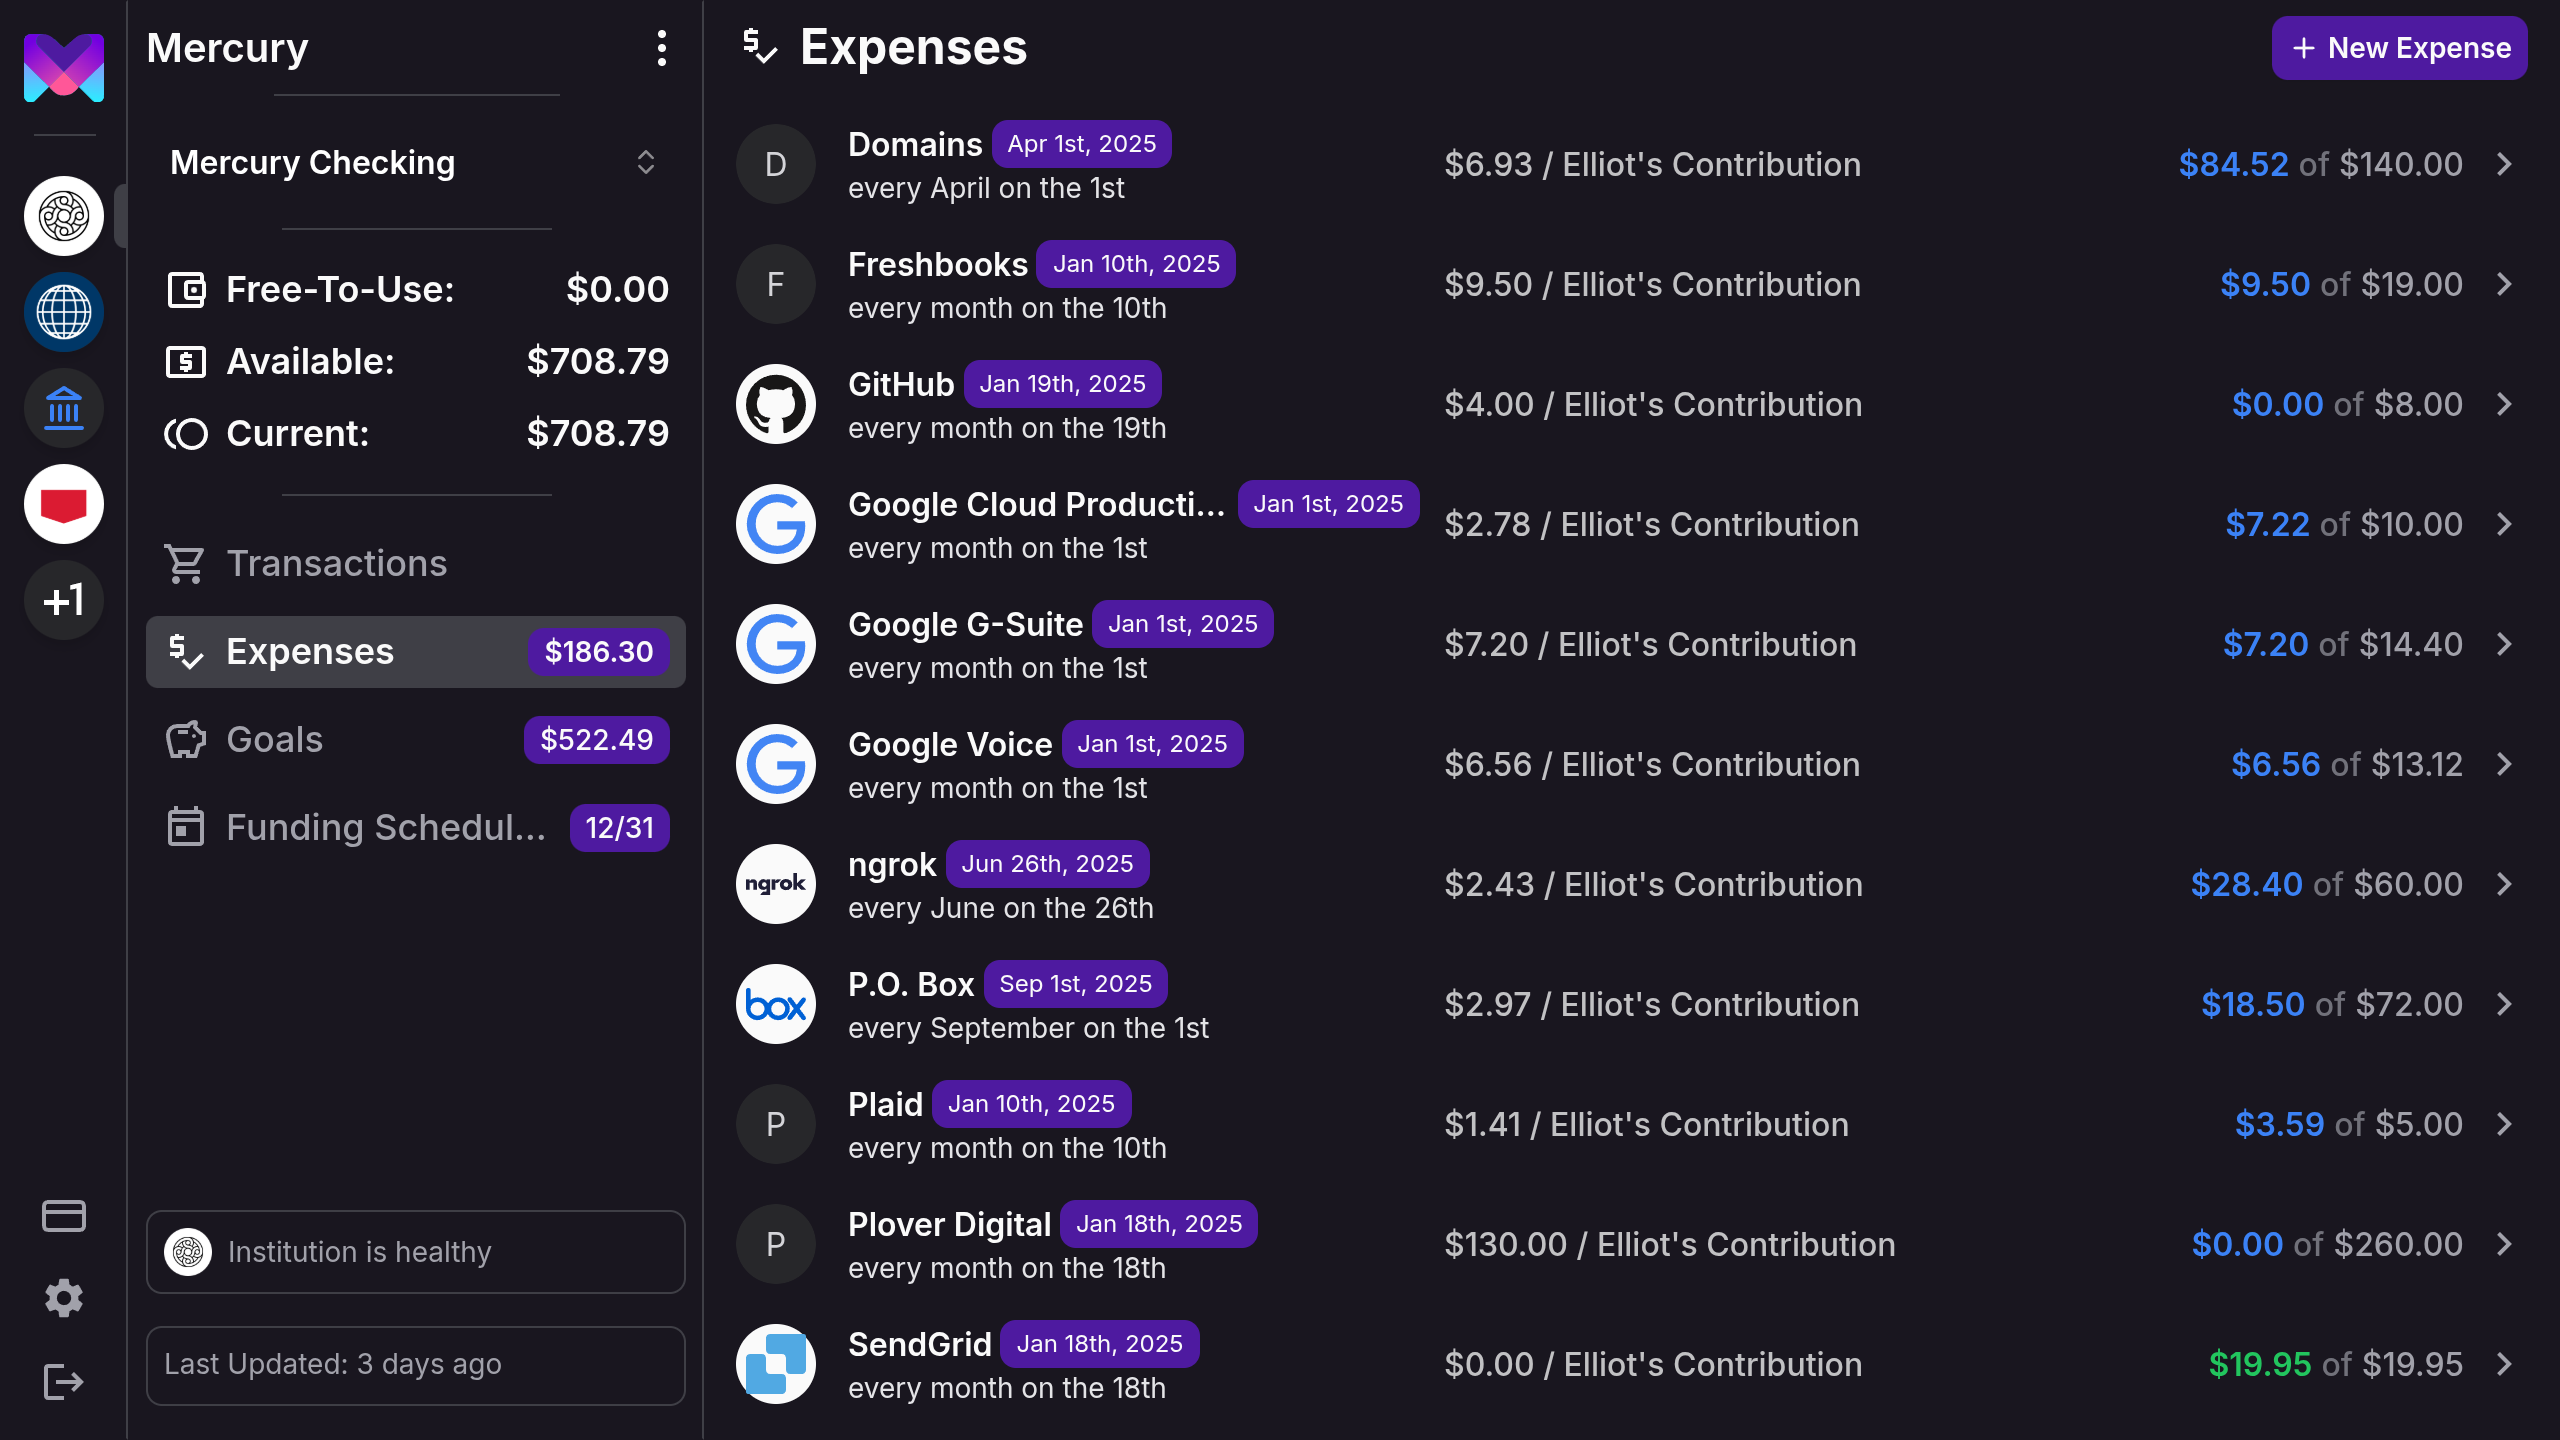 Mercury
Mercury Checking
Free-To-Use: $0.00
Available: $708.79
Current: $708.79
Transactions
Expenses $186.30
Goals $522.49
Funding Schedul... 12/31
+1
Institution is healthy
Last Updated: 3 days ago
Expenses
+ New Expense
D
Domains Apr 1st, 2025
every April on the 1st
$6.93 / Elliot's Contribution
$84.52 of $140.00
F
Freshbooks Jan 10th, 2025
every month on the 10th
$9.50 / Elliot's Contribution
$9.50 of $19.00
GitHub Jan 19th, 2025
every month on the 19th
$4.00 / Elliot's Contribution
$0.00 of $8.00
Google Cloud Producti... Jan 1st, 2025
every month on the 1st
$2.78 / Elliot's Contribution
$7.22 of $10.00
Google G-Suite Jan 1st, 2025
every month on the 1st
$7.20 / Elliot's Contribution
$7.20 of $14.40
Google Voice Jan 1st, 2025
every month on the 1st
$6.56 / Elliot's Contribution
$6.56 of $13.12
ngrok
ngrok Jun 26th, 2025
every June on the 26th
$2.43 / Elliot's Contribution
$28.40 of $60.00
box
P.O. Box Sep 1st, 2025
every September on the 1st
$2.97 / Elliot's Contribution
$18.50 of $72.00
P
Plaid Jan 10th, 2025
every month on the 10th
$1.41 / Elliot's Contribution
$3.59 of $5.00
P
Plover Digital Jan 18th, 2025
every month on the 18th
$130.00 / Elliot's Contribution
$0.00 of $260.00
SendGrid Jan 18th, 2025
every month on the 18th
$0.00 / Elliot's Contribution
$19.95 of $19.95